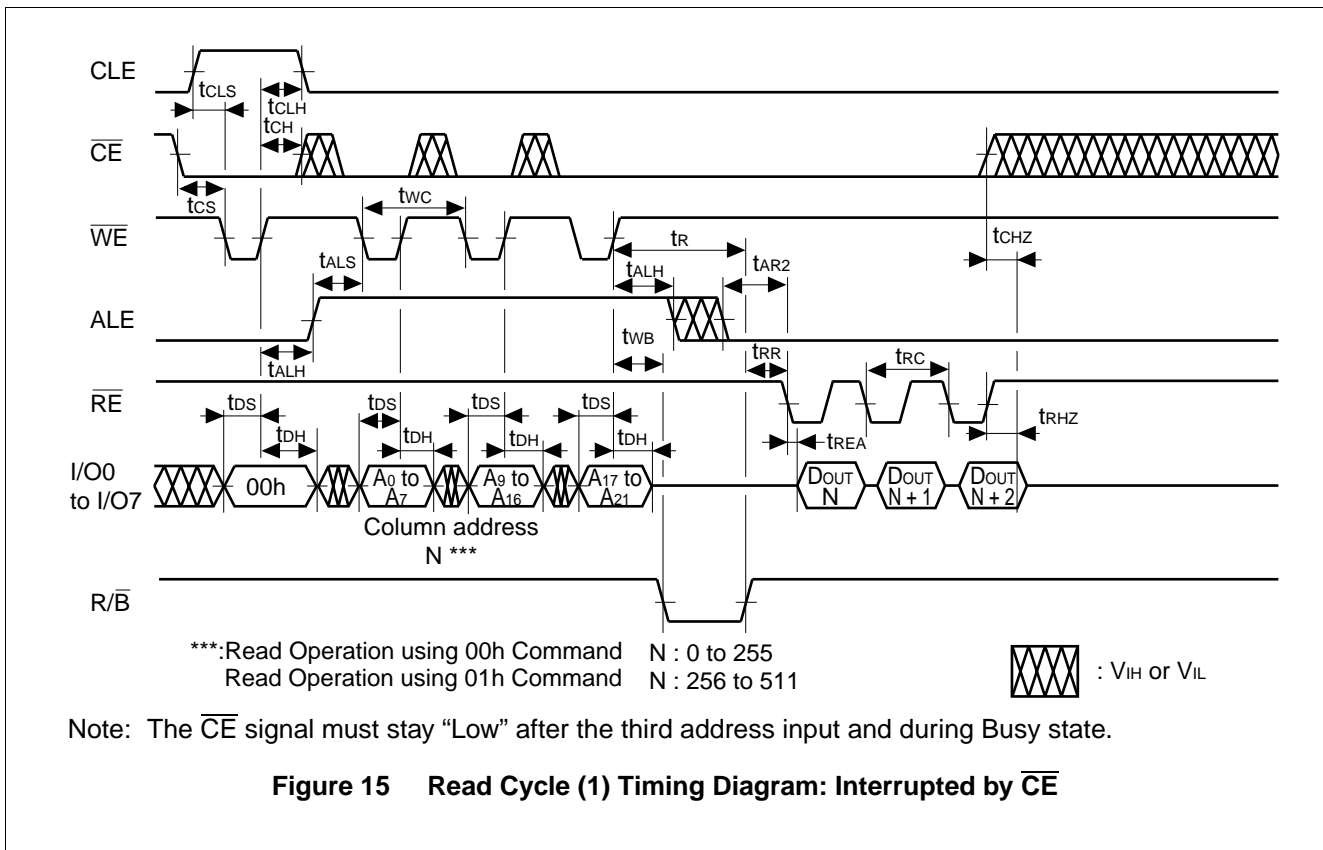 CLE
tCLS
tCLH
tCH
CE
tCS
tWC
WE
tR
tCHZ
tALS
tALH
tAR2
ALE
tWB
tALH
tRR
tRC
RE
tDS
tDS
tDS
tDS
tDH
tDH
tDH
tDH
tREA
tRHZ
I/O0
to I/O7
00h
A0 to
A7
A9 to
A16
A17 to
A21
DOUT
N
DOUT
N + 1
DOUT
N + 2
Column address
N ***
R/B
***:Read Operation using 00h Command N : 0 to 255
Read Operation using 01h Command N : 256 to 511
: VIH or VIL
Note: The CE signal must stay “Low” after the third address input and during Busy state.
Figure 15 Read Cycle (1) Timing Diagram: Interrupted by CE